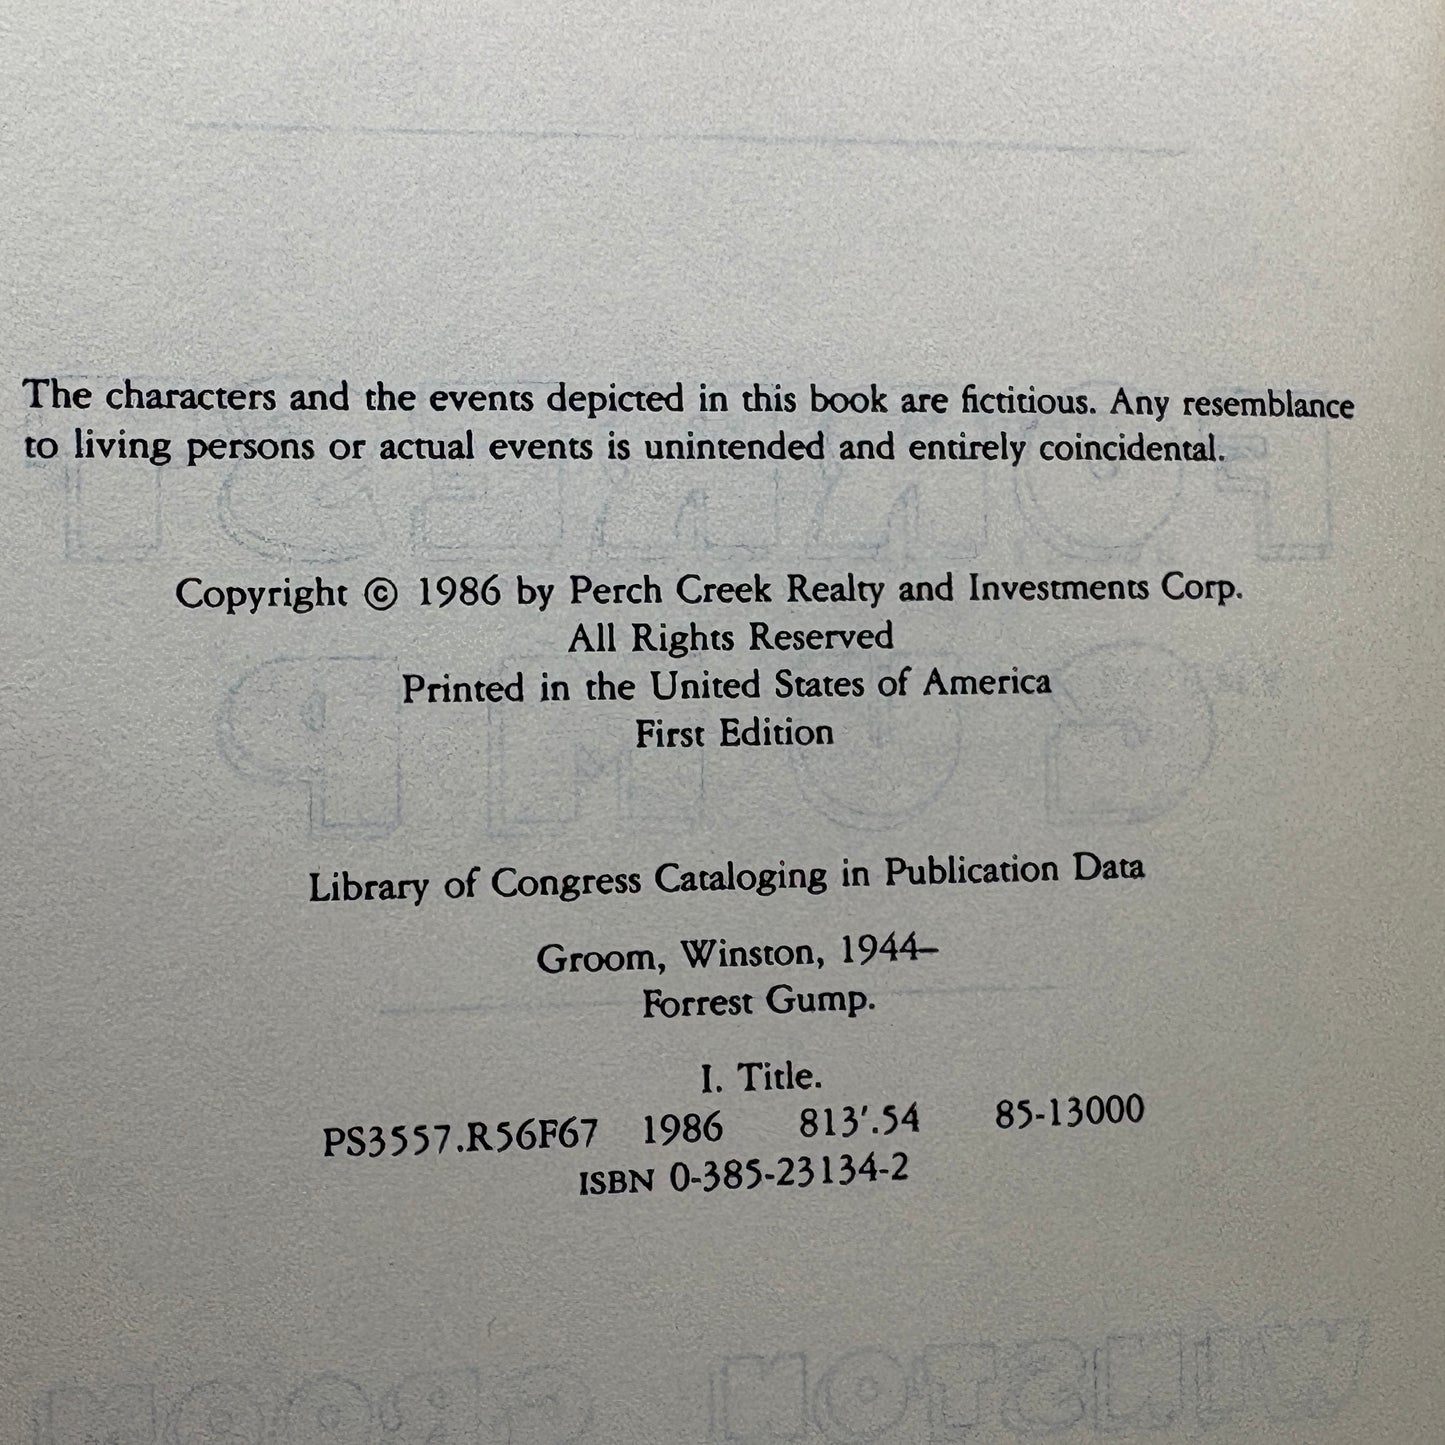 The characters and the events depicted in this book are fictitious. Any resemblance
to living persons or actual events is unintended and entirely coincidental.
Copyright © 1986 by Perch Creek Realty and Investments Corp.
All Rights Reserved
Printed in the United States of America
First Edition
Library of Congress Cataloging in Publication Data
Groom, Winston, 1944–
Forrest Gump.
I. Title.
PS3557.R56F67 1986 813'.54 85-13000
ISBN 0-385-23134-2